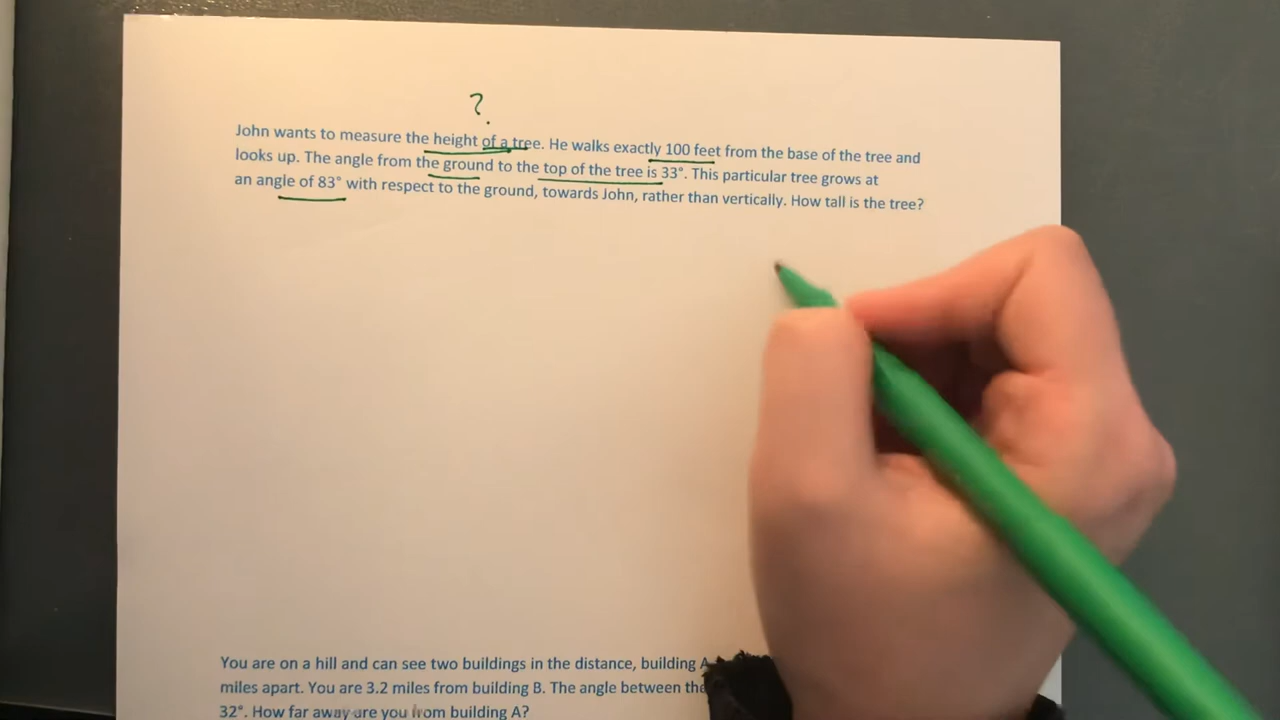 ?
John wants to measure the height of a tree. He walks exactly 100 feet from the base of the tree and
looks up. The angle from the ground to the top of the tree is 33°. This particular tree grows at
an angle of 83° with respect to the ground, towards John, rather than vertically. How tall is the tree?
You are on a hill and can see two buildings in the distance, building A
miles apart. You are 3.2 miles from building B. The angle between the
32°. How far away are you from building A?